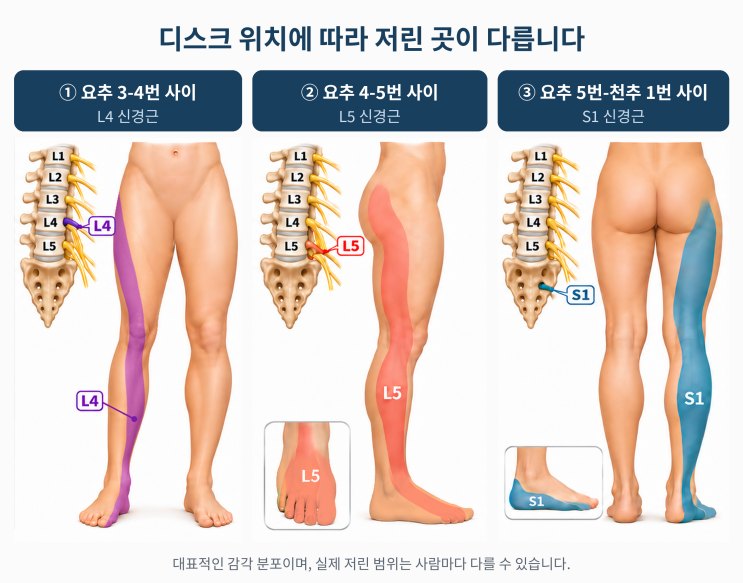 디스크 위치에 따라 저린 곳이 다릅니다
① 요추 3-4번 사이
L4 신경근
② 요추 4-5번 사이
L5 신경근
③ 요추 5번-천추 1번 사이
S1 신경근
L1
L2
L3
L4
L4
L5
L4
L1
L2
L3
L4
L5
L5
L5
L5
L1
L2
L3
L4
L5
S1
S1
S1
대표적인 감각 분포이며, 실제 저린 범위는 사람마다 다를 수 있습니다.